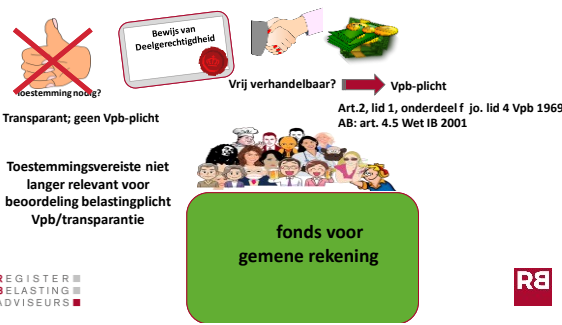 Bewijs van
Deelgerechtigdheid
Toestemming nodig?
Vrij verhandelbaar?
Vpb-plicht
Transparant; geen Vpb-plicht
Art.2, lid 1, onderdeel f jo. lid 4 Vpb 1969
AB: art. 4.5 Wet IB 2001
Toestemmingsvereiste niet
langer relevant voor
beoordeling belastingplicht
Vpb/transparantie
fonds voor
gemene rekening
REGISTER
BELASTING
ADVISEURS
RB